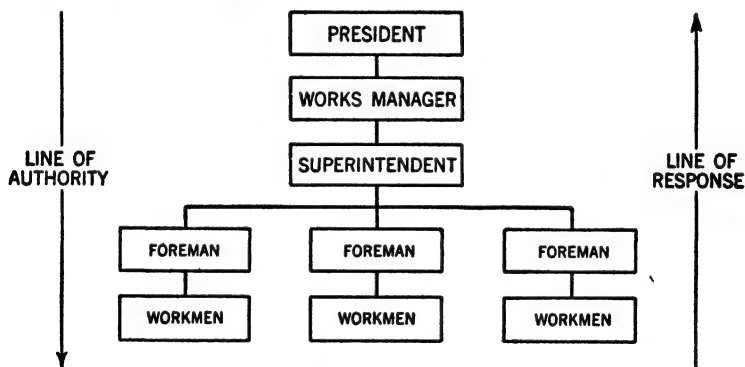 PRESIDENT
WORKS MANAGER
SUPERINTENDENT
LINE OF
AUTHORITY
LINE OF
RESPONSE
FOREMAN
FOREMAN
FOREMAN
WORKMEN
WORKMEN
WORKMEN